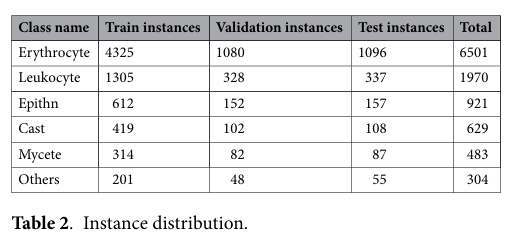 Class name Train instances Validation instances Test instances Total
Erythrocyte 4325 1080 1096 6501
Leukocyte 1305 328 337 1970
Epithn 612 152 157 921
Cast 419 102 108 629
Mycete 314 82 87 483
Others 201 48 55 304
Table 2. Instance distribution.